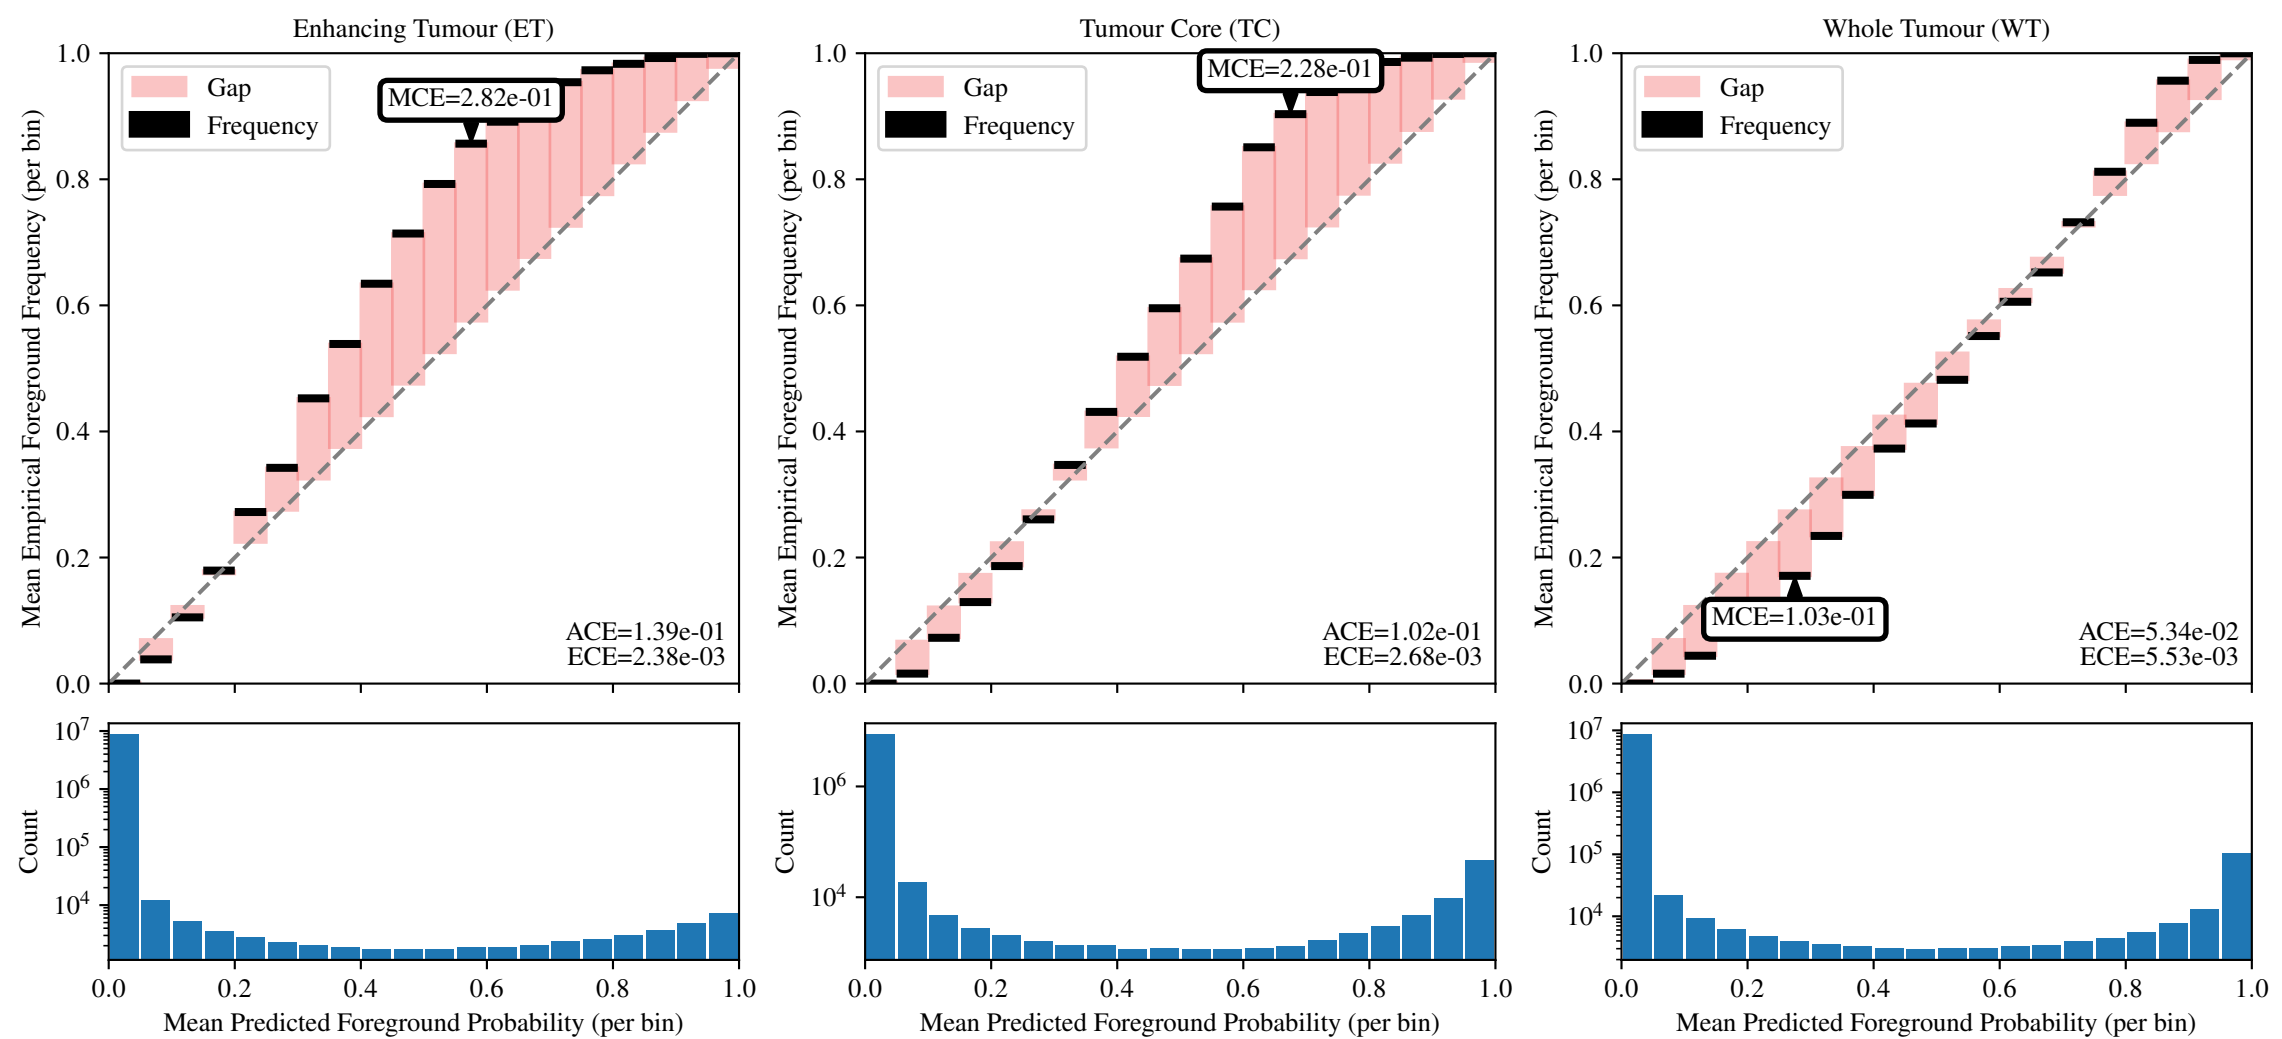 Enhancing Tumour (ET)
Mean Empirical Foreground Frequency (per bin)
1.0
0.8
0.6
0.4
0.2
0.0
Gap
Frequency
MCE=2.82e-01
ACE=1.39e-01
ECE=2.38e-03
Count
10^7
10^6
10^5
10^4
0.0 0.2 0.4 0.6 0.8 1.0
Mean Predicted Foreground Probability (per bin)
Tumour Core (TC)
Mean Empirical Foreground Frequency (per bin)
1.0
0.8
0.6
0.4
0.2
0.0
Gap
Frequency
MCE=2.28e-01
ACE=1.02e-01
ECE=2.68e-03
Count
10^6
10^4
0.0 0.2 0.4 0.6 0.8 1.0
Mean Predicted Foreground Probability (per bin)
Whole Tumour (WT)
Mean Empirical Foreground Frequency (per bin)
1.0
0.8
0.6
0.4
0.2
0.0
Gap
Frequency
MCE=1.03e-01
ACE=5.34e-02
ECE=5.53e-03
Count
10^7
10^6
10^5
10^4
0.0 0.2 0.4 0.6 0.8 1.0
Mean Predicted Foreground Probability (per bin)